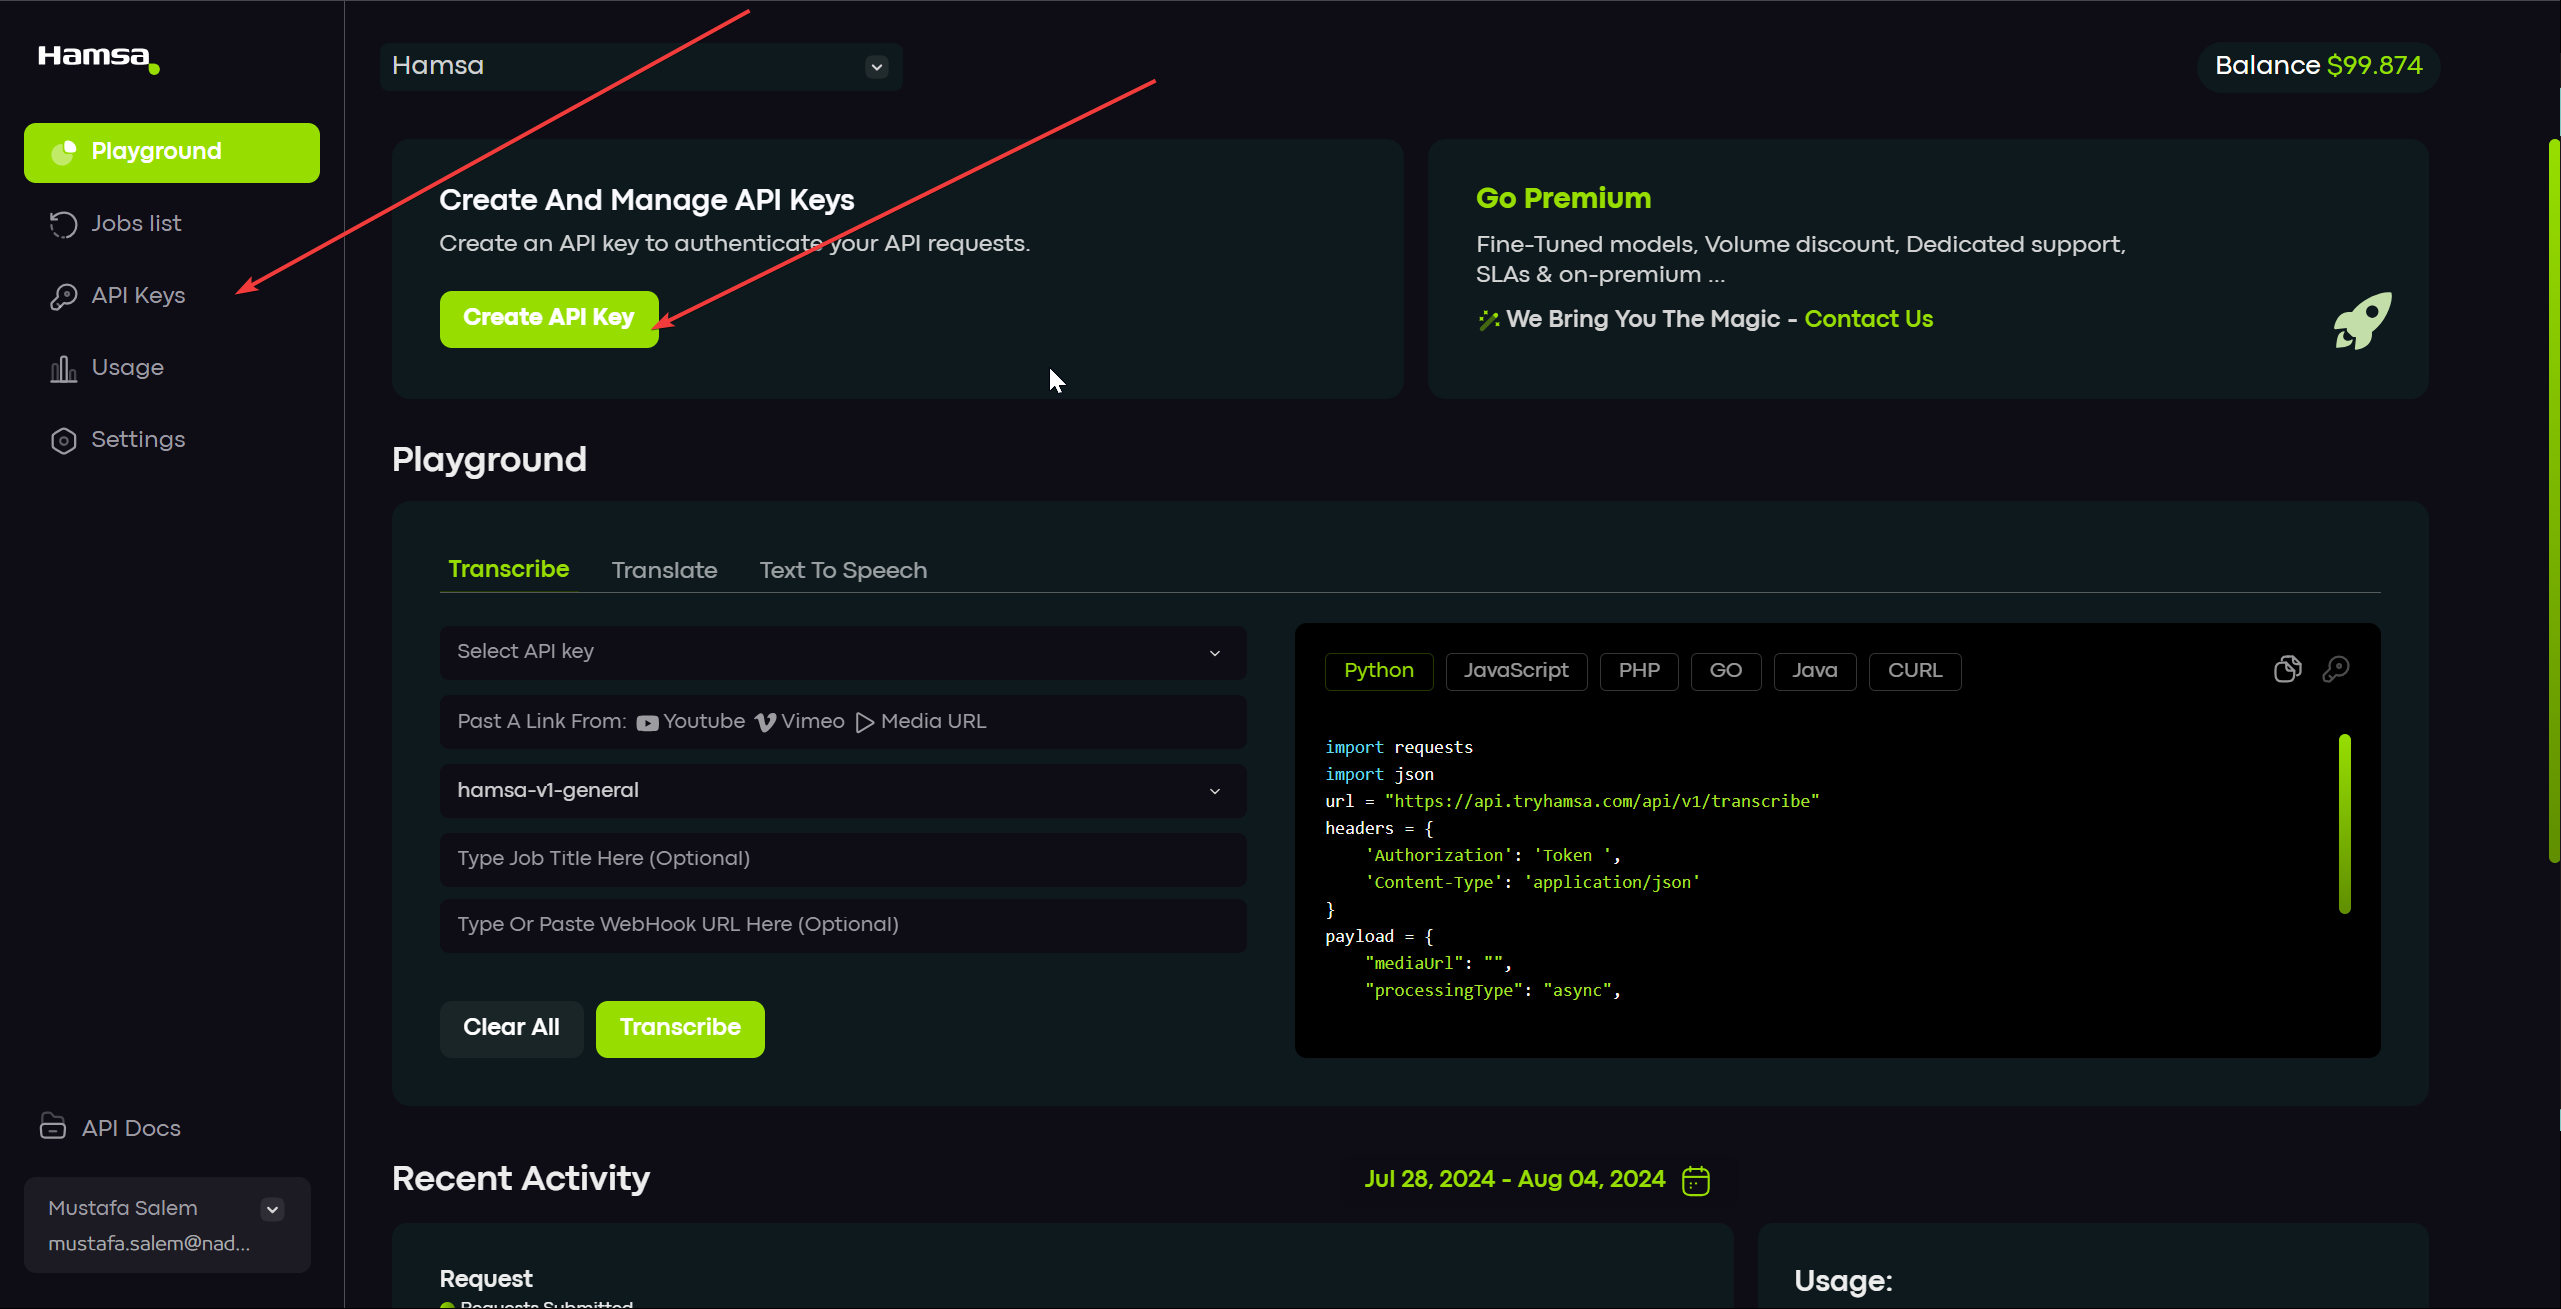 Hamsa
Playground
Jobs list
API Keys
Usage
Settings
API Docs
Mustafa Salem
mustafa.salem@nad...
Hamsa
Balance $99.874
Create And Manage API Keys
Create an API key to authenticate your API requests.
Create API Key
Go Premium
Fine-Tuned models, Volume discount, Dedicated support,
SLAs & on-premium ...
We Bring You The Magic - Contact Us
Playground
Transcribe Translate Text To Speech
Select API key
Past A Link From: Youtube Vimeo Media URL
hamsa-v1-general
Type Job Title Here (Optional)
Type Or Paste WebHook URL Here (Optional)
Clear All Transcribe
Python JavaScript PHP GO Java CURL
import requests
import json
url = "https://api.tryhamsa.com/api/v1/transcribe"
headers = {
'Authorization': 'Token ',
'Content-Type': 'application/json'
}
payload = {
"mediaUrl": "",
"processingType": "async",
Recent Activity
Jul 28, 2024 - Aug 04, 2024
Request
Requests Submitted
Usage: